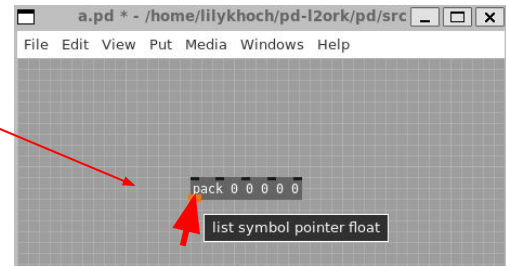 a.pd * - /home/lilykhoch/pd-l2ork/pd/src
File Edit View Put Media Windows Help
pack 0 0 0 0 0
list symbol pointer float